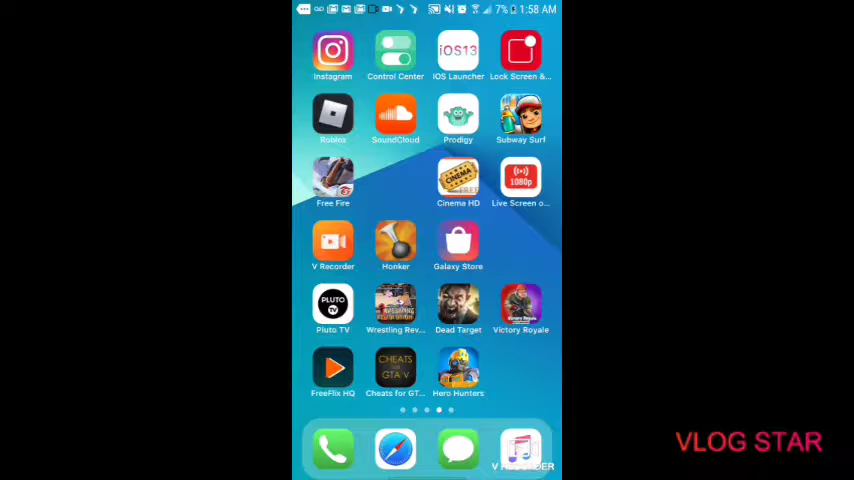 7% 1:58 AM
Instagram Control Center IOS Launcher Lock Screen &...
iOS13
Roblox SoundCloud Prodigy Subway Surf
CINEMA
FREE
1080p
Free Fire Cinema HD Live Screen o...
V Recorder Honker Galaxy Store
PLUTO
TV
Pluto TV Wrestling Rev... Dead Target Victory Royale
CHEATS
GTA V
FreeFlix HQ Cheats for GT... Hero Hunters
V RECORDER
VLOG STAR